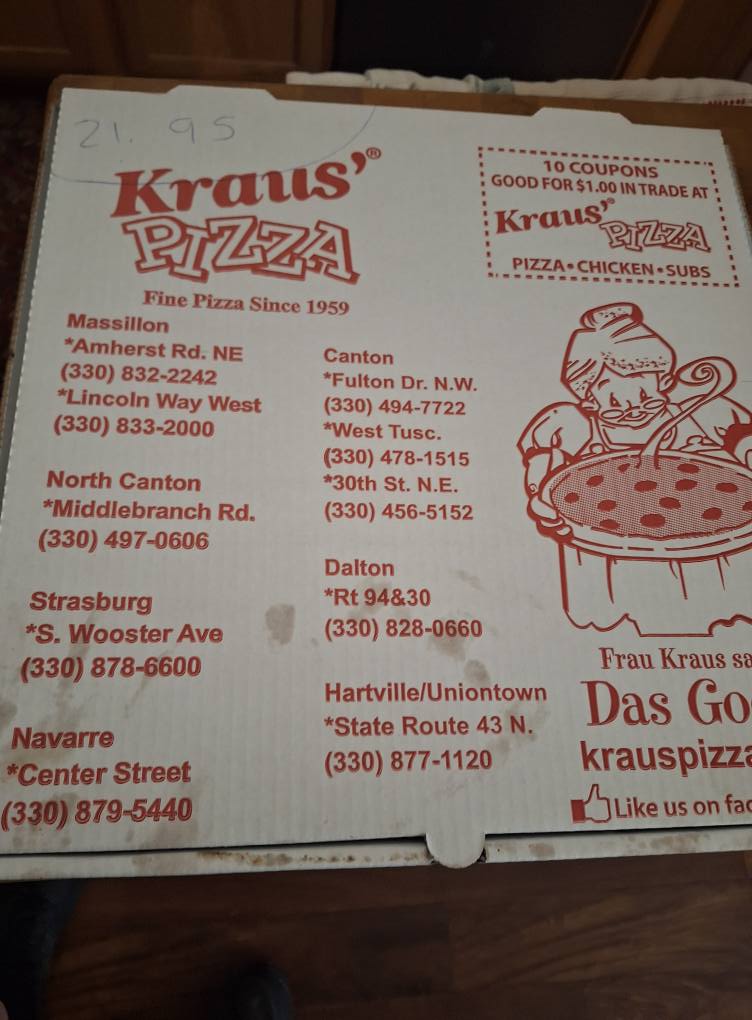 21.95
Kraus'®
PIZZA
Fine Pizza Since 1959
10 COUPONS
GOOD FOR $1.00 IN TRADE AT
Kraus'®
PIZZA
PIZZA•CHICKEN•SUBS
Massillon
*Amherst Rd. NE
(330) 832-2242
*Lincoln Way West
(330) 833-2000
North Canton
*Middlebranch Rd.
(330) 497-0606
Strasburg
*S. Wooster Ave
(330) 878-6600
Navarre
*Center Street
(330) 879-5440
Canton
*Fulton Dr. N.W.
(330) 494-7722
*West Tusc.
(330) 478-1515
*30th St. N.E.
(330) 456-5152
Dalton
*Rt 94&30
(330) 828-0660
Hartville/Uniontown
*State Route 43 N.
(330) 877-1120
Frau Kraus sa
Das Go
krauspizza
Like us on fac